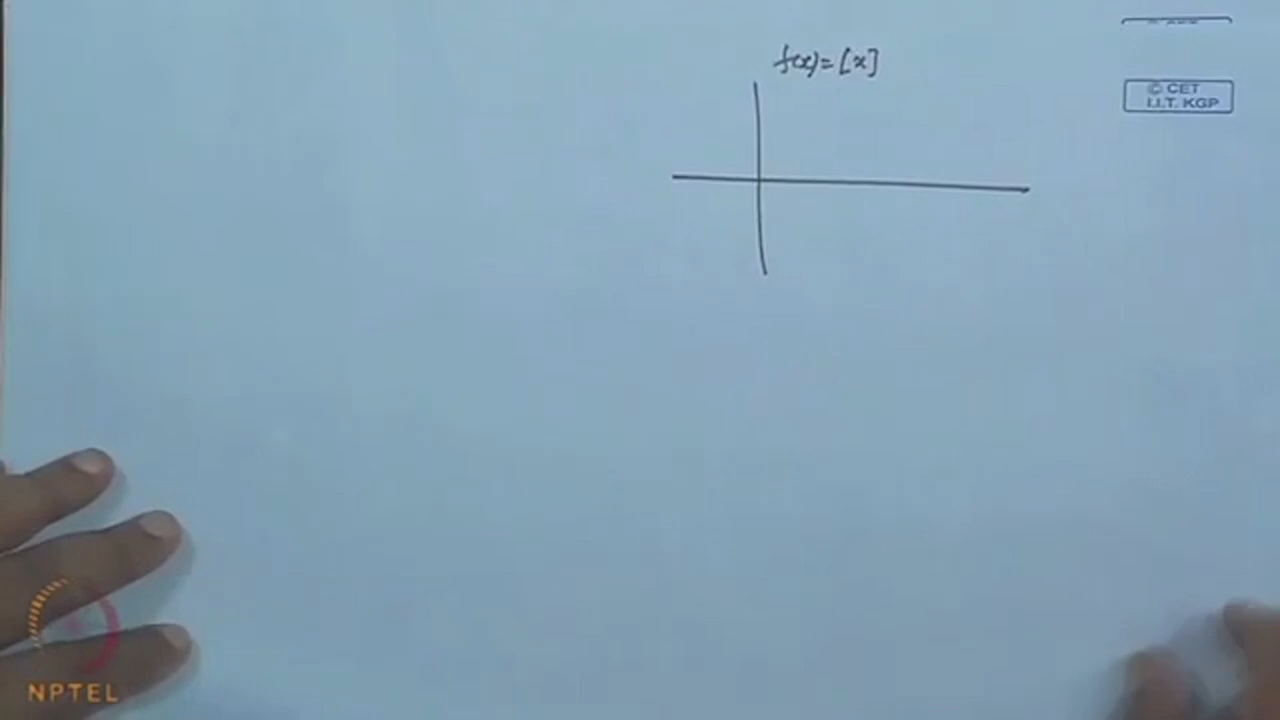 f(x)=[x]
© CET
I.I.T. KGP
NPTEL